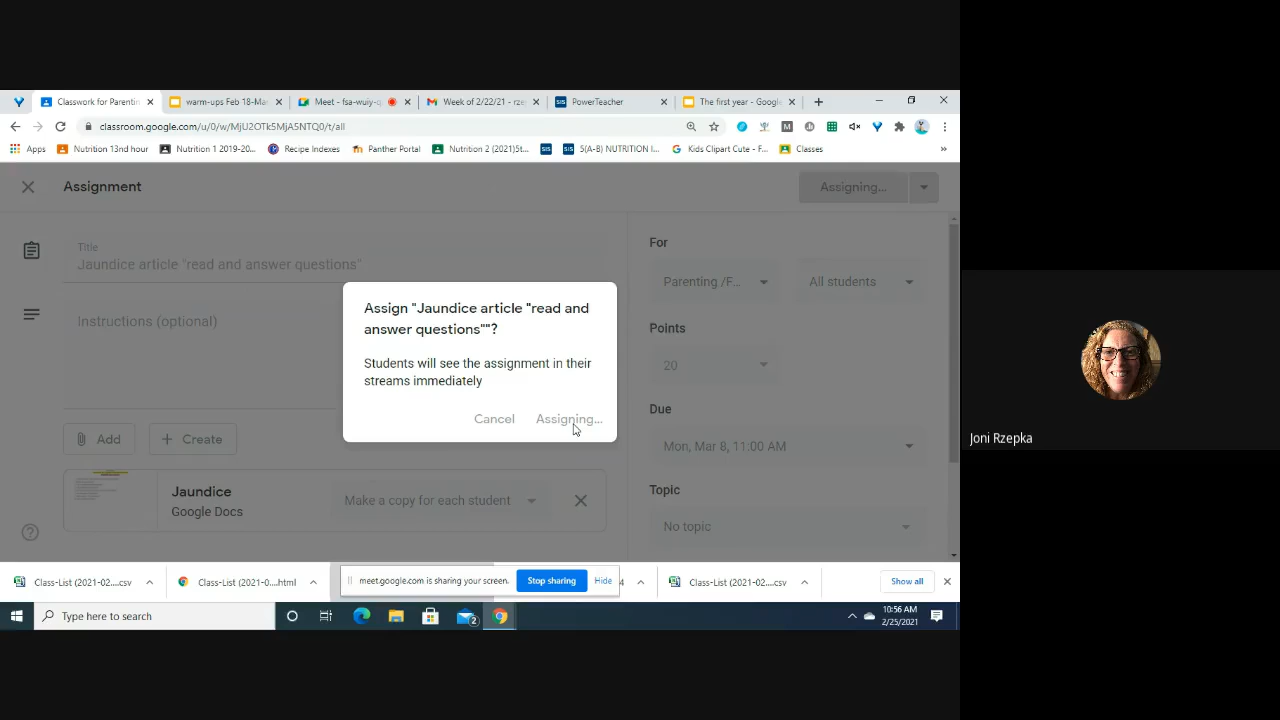 Classwork for Parentin
warm-ups Feb 18-Ma
Meet - fsa-wuiy-q
Week of 2/22/21 - rze
PowerTeacher
The first year - Google
classroom.google.com/u/0/w/MjU2OTk5MjA5NTQ0/t/all
Apps
Nutrition 13nd hour
Nutrition 1 2019-20...
Recipe Indexes
Panther Portal
Nutrition 2 (2021)5t...
5(A-B) NUTRITION I...
Kids Clipart Cute - F...
Classes
Assignment
Assigning...
Title
Jaundice article "read and answer questions"
Instructions (optional)
Add
Create
Jaundice
Google Docs
Make a copy for each student
For
Parenting /F...
All students
Points
20
Due
Mon, Mar 8, 11:00 AM
Topic
No topic
Assign "Jaundice article "read and
answer questions""?
Students will see the assignment in their
streams immediately
Cancel
Assigning...
Joni Rzepka
Class-List (2021-02....csv
Class-List (2021-0....html
meet.google.com is sharing your screen.
Stop sharing
Hide
4
Class-List (2021-02....csv
Show all
Type here to search
2
10:56 AM
2/25/2021